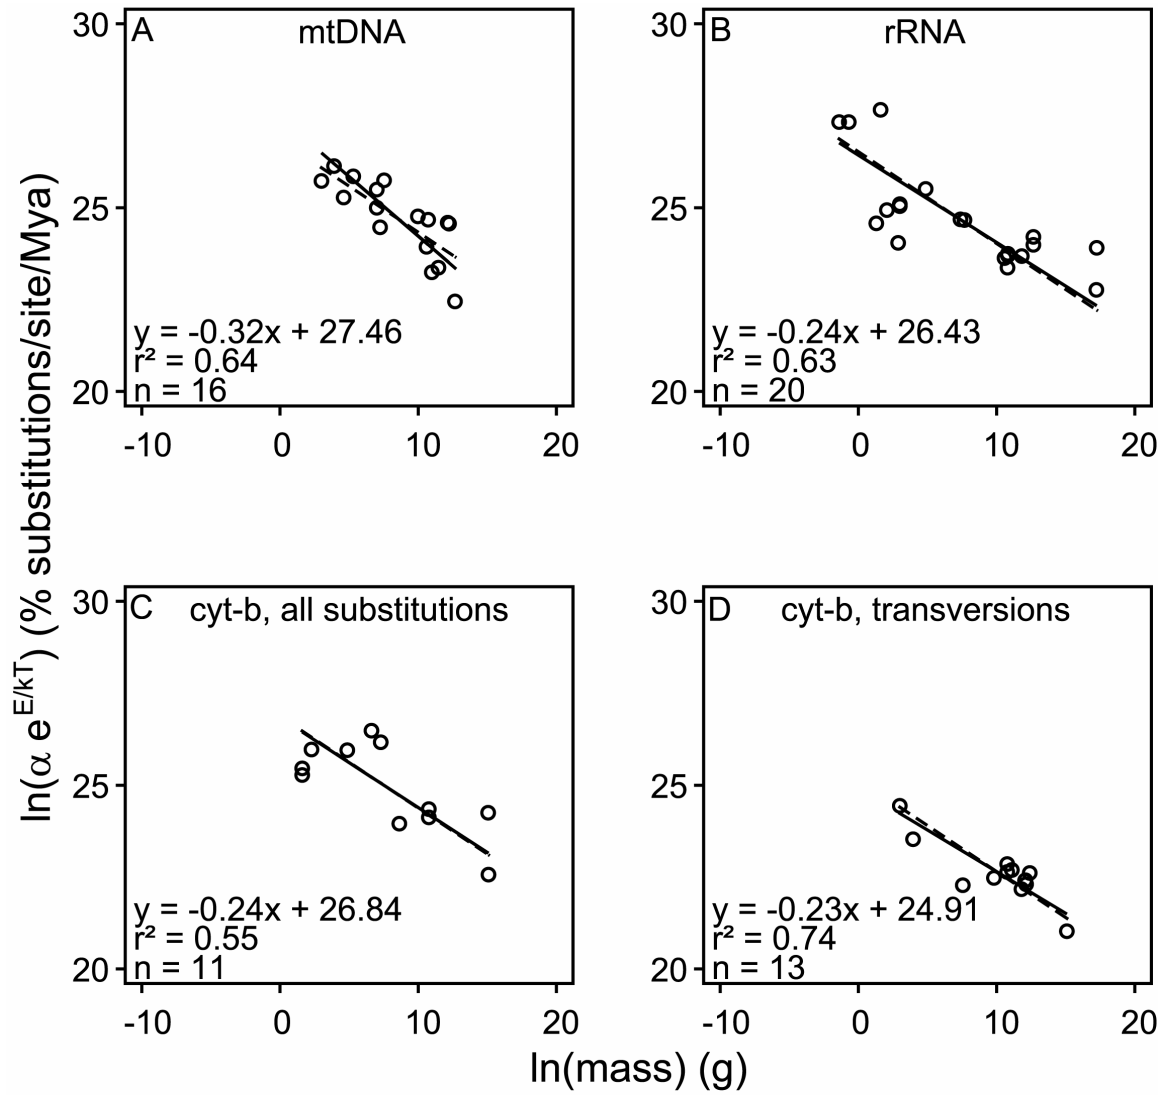 ln(α e^E/kT) (% substitutions/site/Mya)
A mtDNA
30
25
20
y = -0.32x + 27.46
r² = 0.64
n = 16
-10 0 10 20
B rRNA
30
25
20
y = -0.24x + 26.43
r² = 0.63
n = 20
-10 0 10 20
C cyt-b, all substitutions
30
25
20
y = -0.24x + 26.84
r² = 0.55
n = 11
-10 0 10 20
D cyt-b, transversions
30
25
20
y = -0.23x + 24.91
r² = 0.74
n = 13
-10 0 10 20
ln(mass) (g)